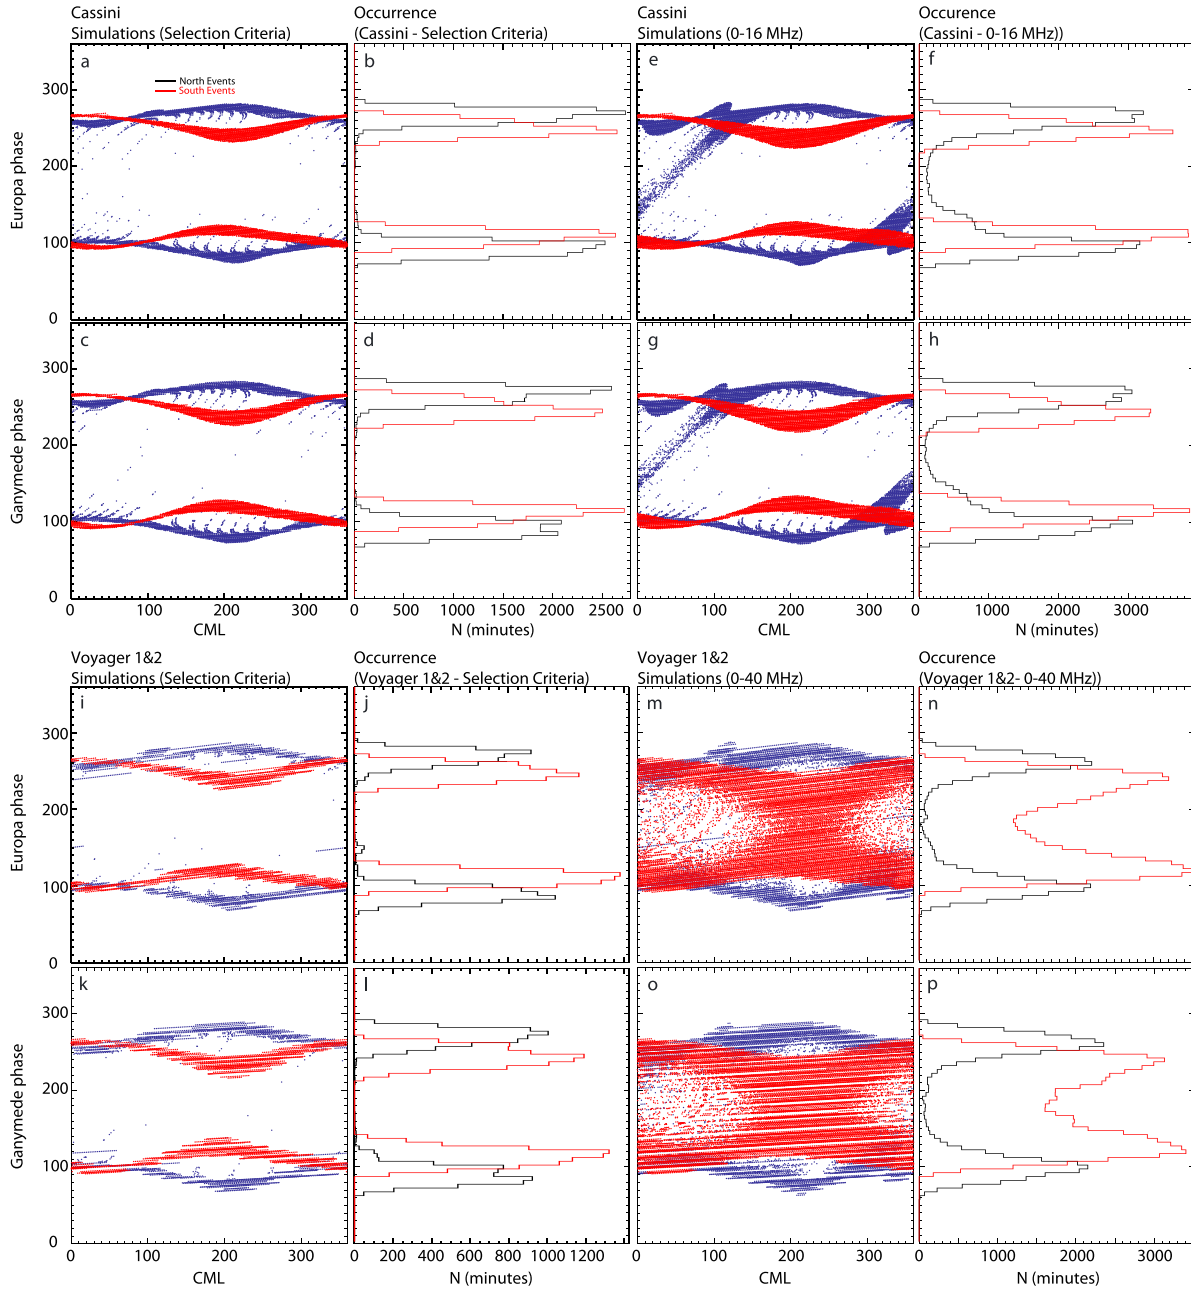 Cassini
Simulations (Selection Criteria)
Occurrence
(Cassini - Selection Criteria)
Cassini
Simulations (0-16 MHz)
Occurence
(Cassini - 0-16 MHz))
a
North Events
South Events
b
e
f
Europa phase
300
200
100
0
c
d
g
h
Ganymede phase
300
200
100
0
0 100 200 300
CML
0 500 1000 1500 2000 2500
N (minutes)
0 100 200 300
CML
0 1000 2000 3000
N (minutes)
Voyager 1&2
Simulations (Selection Criteria)
Occurrence
(Voyager 1&2 - Selection Criteria)
Voyager 1&2
Simulations (0-40 MHz)
Occurence
(Voyager 1&2- 0-40 MHz))
i
j
m
n
Europa phase
300
200
100
0
k
l
o
p
Ganymede phase
300
200
100
0
0 100 200 300
CML
0 200 400 600 800 1000 1200
N (minutes)
0 100 200 300
CML
0 1000 2000 3000
N (minutes)